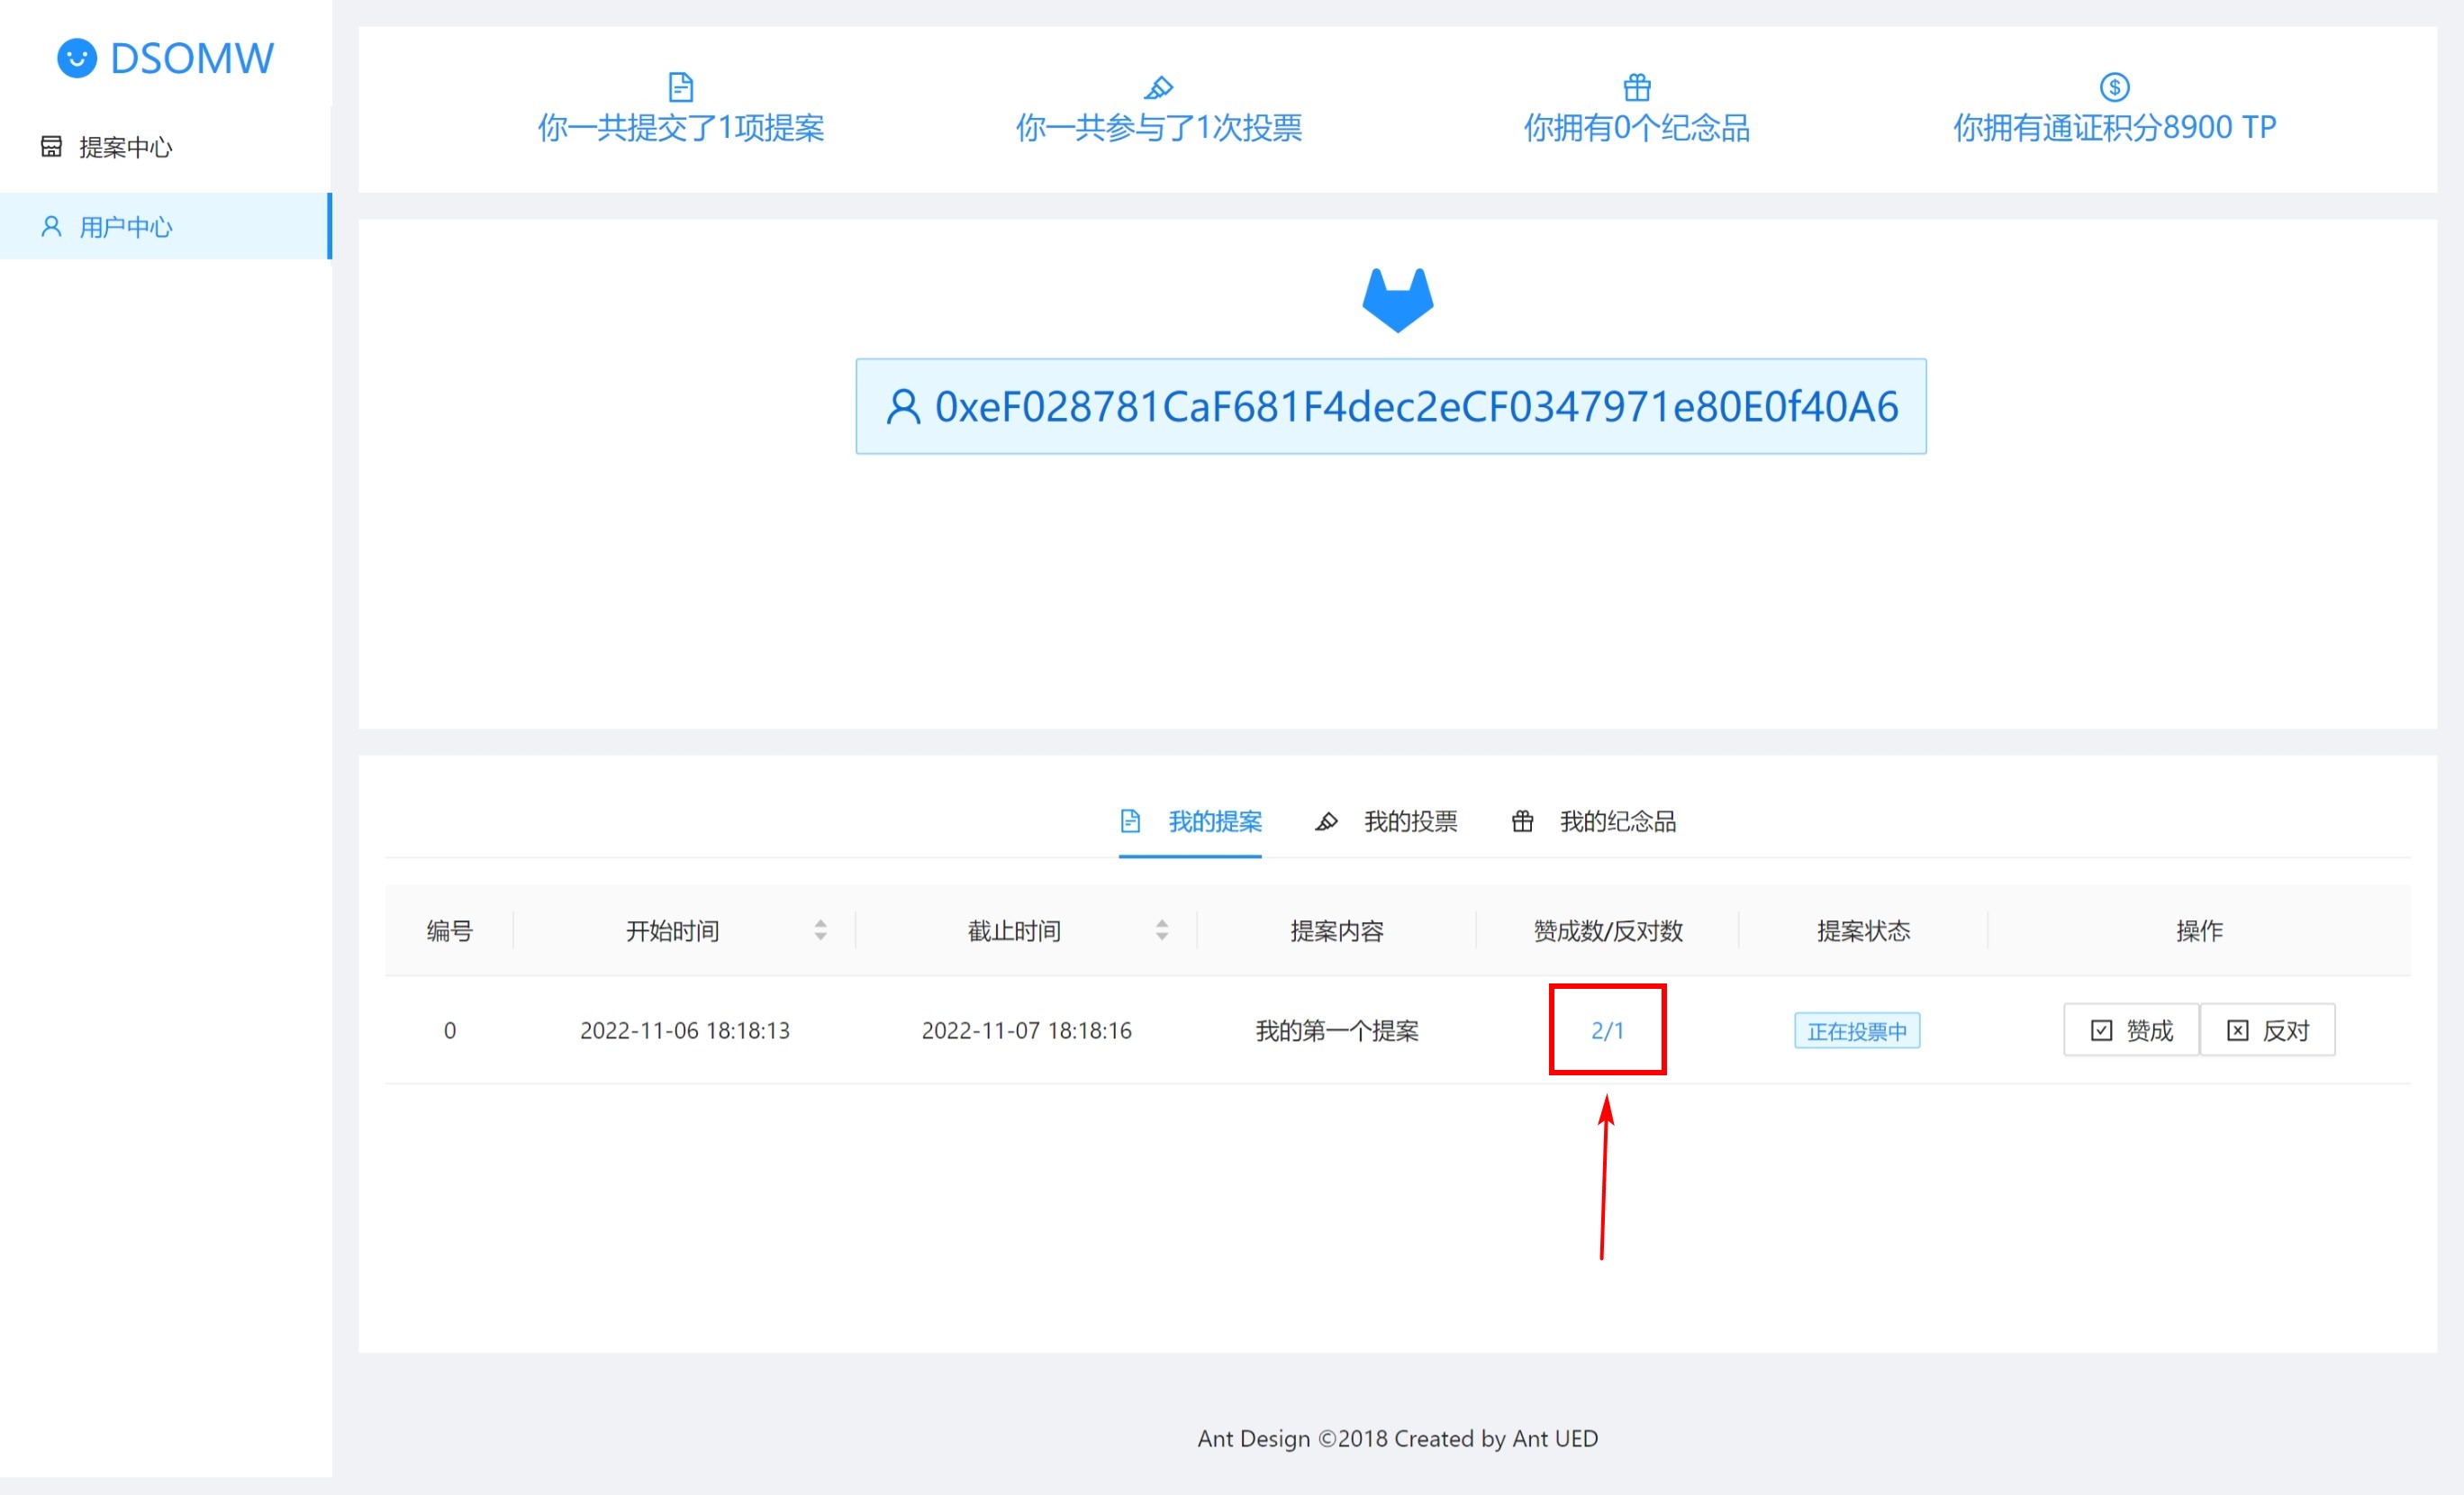 DSOMW
提案中心
用户中心
你一共提交了1项提案
你一共参与了1次投票
你拥有0个纪念品
你拥有通证积分8900 TP
0xeF028781CaF681F4dec2eCF0347971e80E0f40A6
我的提案 我的投票 我的纪念品
编号 开始时间 截止时间 提案内容 赞成数/反对数 提案状态 操作
0 2022-11-06 18:18:13 2022-11-07 18:18:16 我的第一个提案 2/1 正在投票中 赞成 反对
Ant Design ©2018 Created by Ant UED